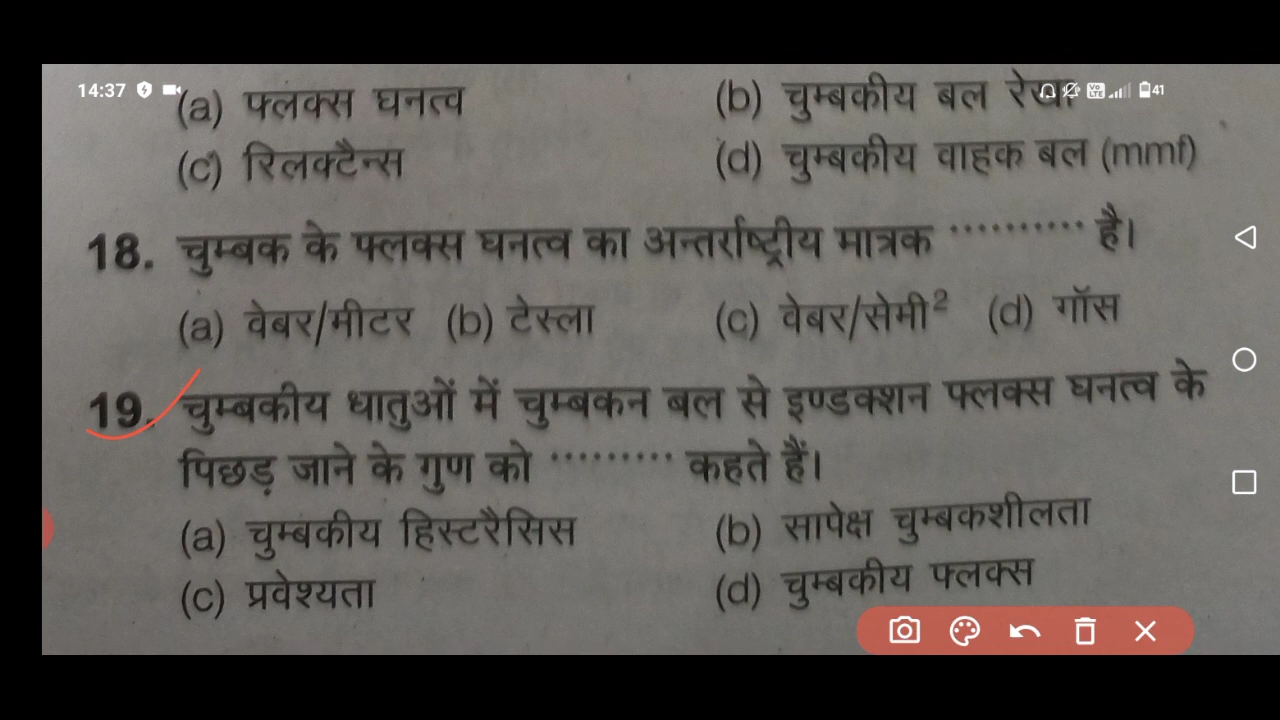 14:37
41
(a) फ्लक्स घनत्व (b) चुम्बकीय बल रेखा
(c) रिलक्टैन्स (d) चुम्बकीय वाहक बल (mmf)
18. चुम्बक के फ्लक्स घनत्व का अन्तर्राष्ट्रीय मात्रक .......... है।
(a) वेबर/मीटर (b) टेस्ला (c) वेबर/सेमी² (d) गॉस
19. चुम्बकीय धातुओं में चुम्बकन बल से इण्डक्शन फ्लक्स घनत्व के
पिछड़ जाने के गुण को ......... कहते हैं।
(a) चुम्बकीय हिस्टरैसिस (b) सापेक्ष चुम्बकशीलता
(c) प्रवेश्यता (d) चुम्बकीय फ्लक्स